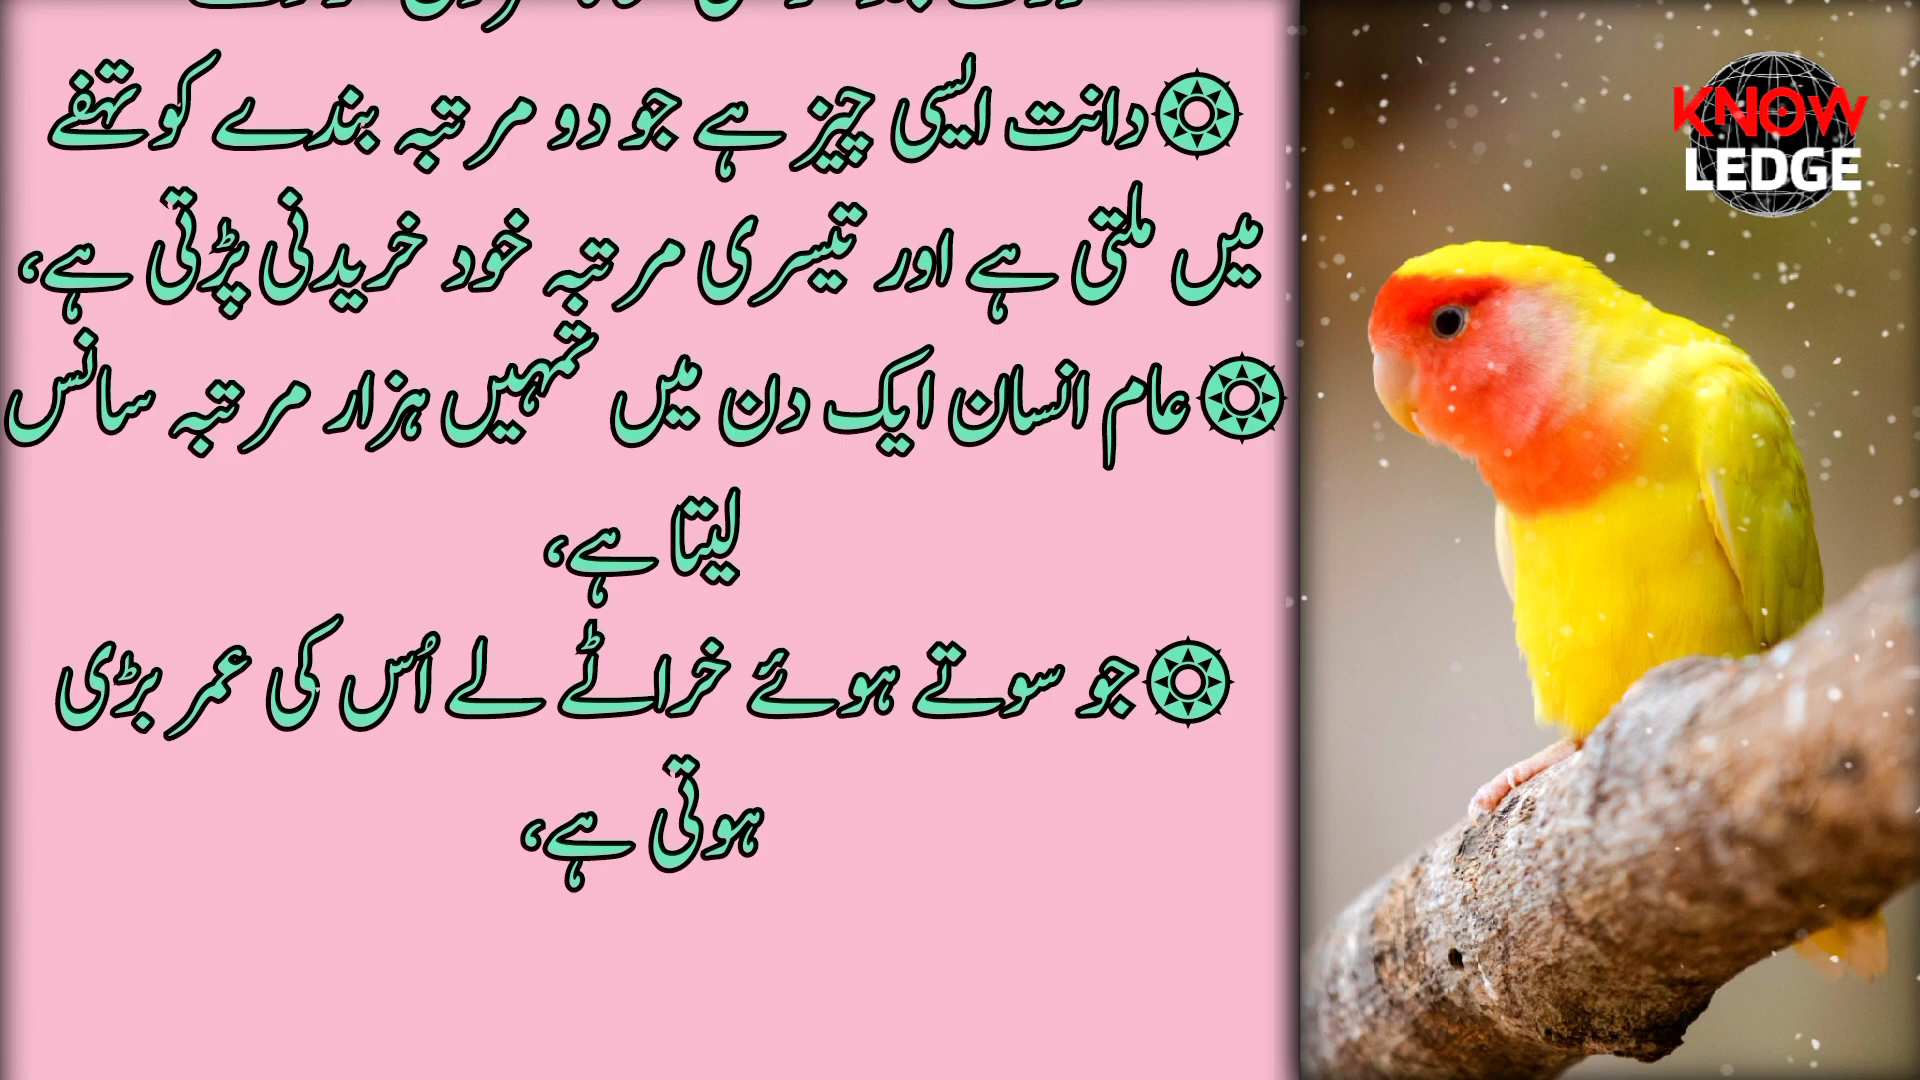 ۞دانت ایسی چیز ہے جو دو مرتبہ بندے کو تہفے
میں ملتی ہے اور تیسری مرتبہ خود خریدنی پڑتی ہے،
۞عام انسان ایک دن میں تمہیں ہزار مرتبہ سانس
لیتا ہے،
۞جو سوتے ہوئے خراٹے لے اُس کی عمر بڑی
ہوتی ہے،
KNOW
LEDGE